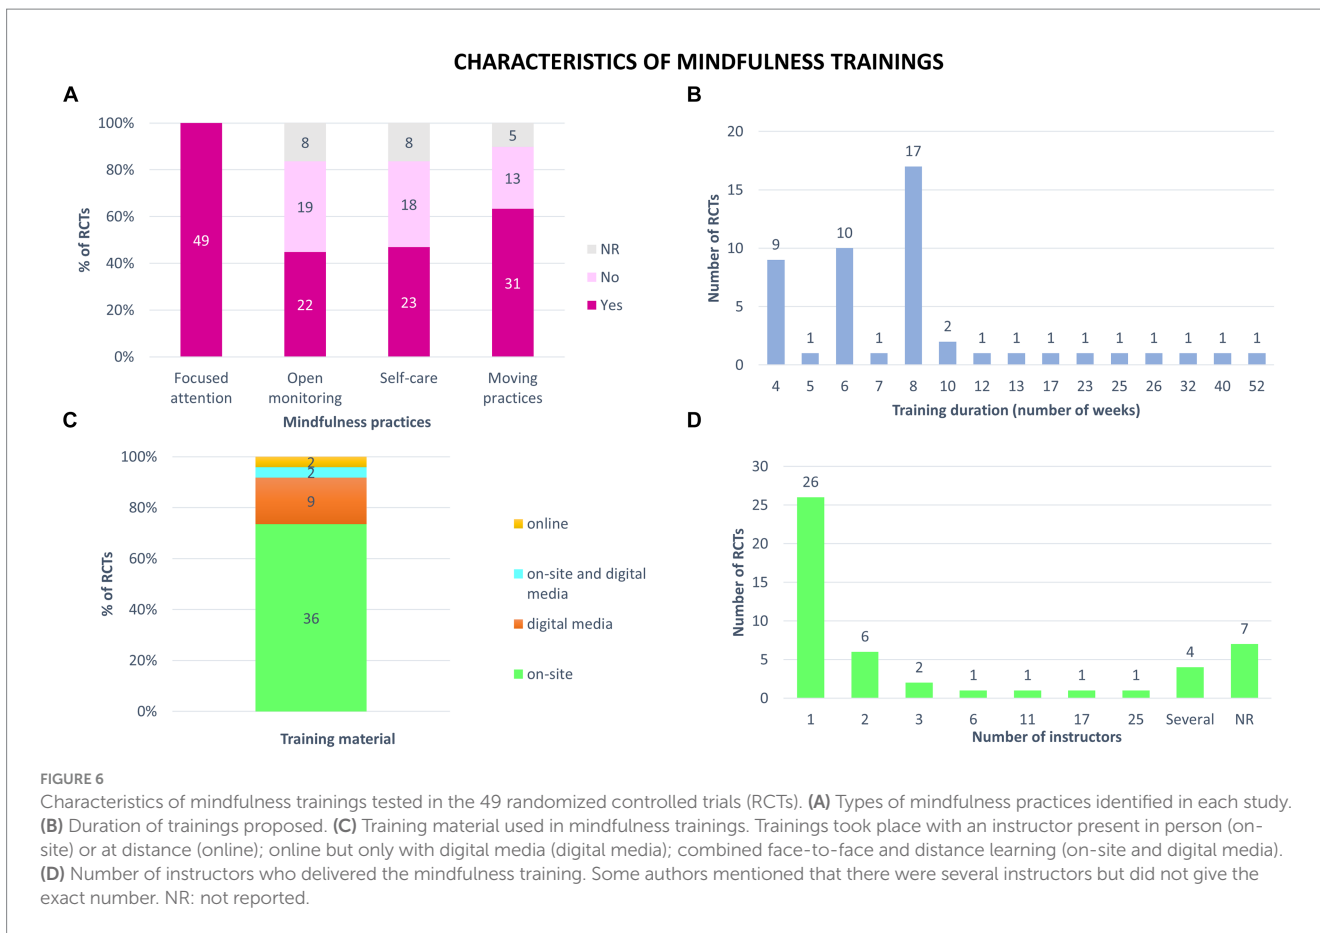 CHARACTERISTICS OF MINDFULNESS TRAININGS
A
100%
80%
60%
40%
20%
0%
% of RCTs
49
8
19
22
8
18
23
5
13
31
NR
No
Yes
Focused attention
Open monitoring
Self-care
Moving practices
Mindfulness practices
B
20
15
10
5
0
Number of RCTs
9
1
10
1
17
2
1
1
1
1
1
1
1
1
1
4 5 6 7 8 10 12 13 17 23 25 26 32 40 52
Training duration (number of weeks)
C
100%
80%
60%
40%
20%
0%
% of RCTs
2
2
9
36
online
on-site and digital
media
digital media
on-site
Training material
D
30
25
20
15
10
5
0
Number of RCTs
26
6
2
1
1
1
1
4
7
1 2 3 6 11 17 25 Several NR
Number of instructors
FIGURE 6
Characteristics of mindfulness trainings tested in the 49 randomized controlled trials (RCTs). (A) Types of mindfulness practices identified in each study.
(B) Duration of trainings proposed. (C) Training material used in mindfulness trainings. Trainings took place with an instructor present in person (on-
site) or at distance (online); online but only with digital media (digital media); combined face-to-face and distance learning (on-site and digital media).
(D) Number of instructors who delivered the mindfulness training. Some authors mentioned that there were several instructors but did not give the
exact number. NR: not reported.